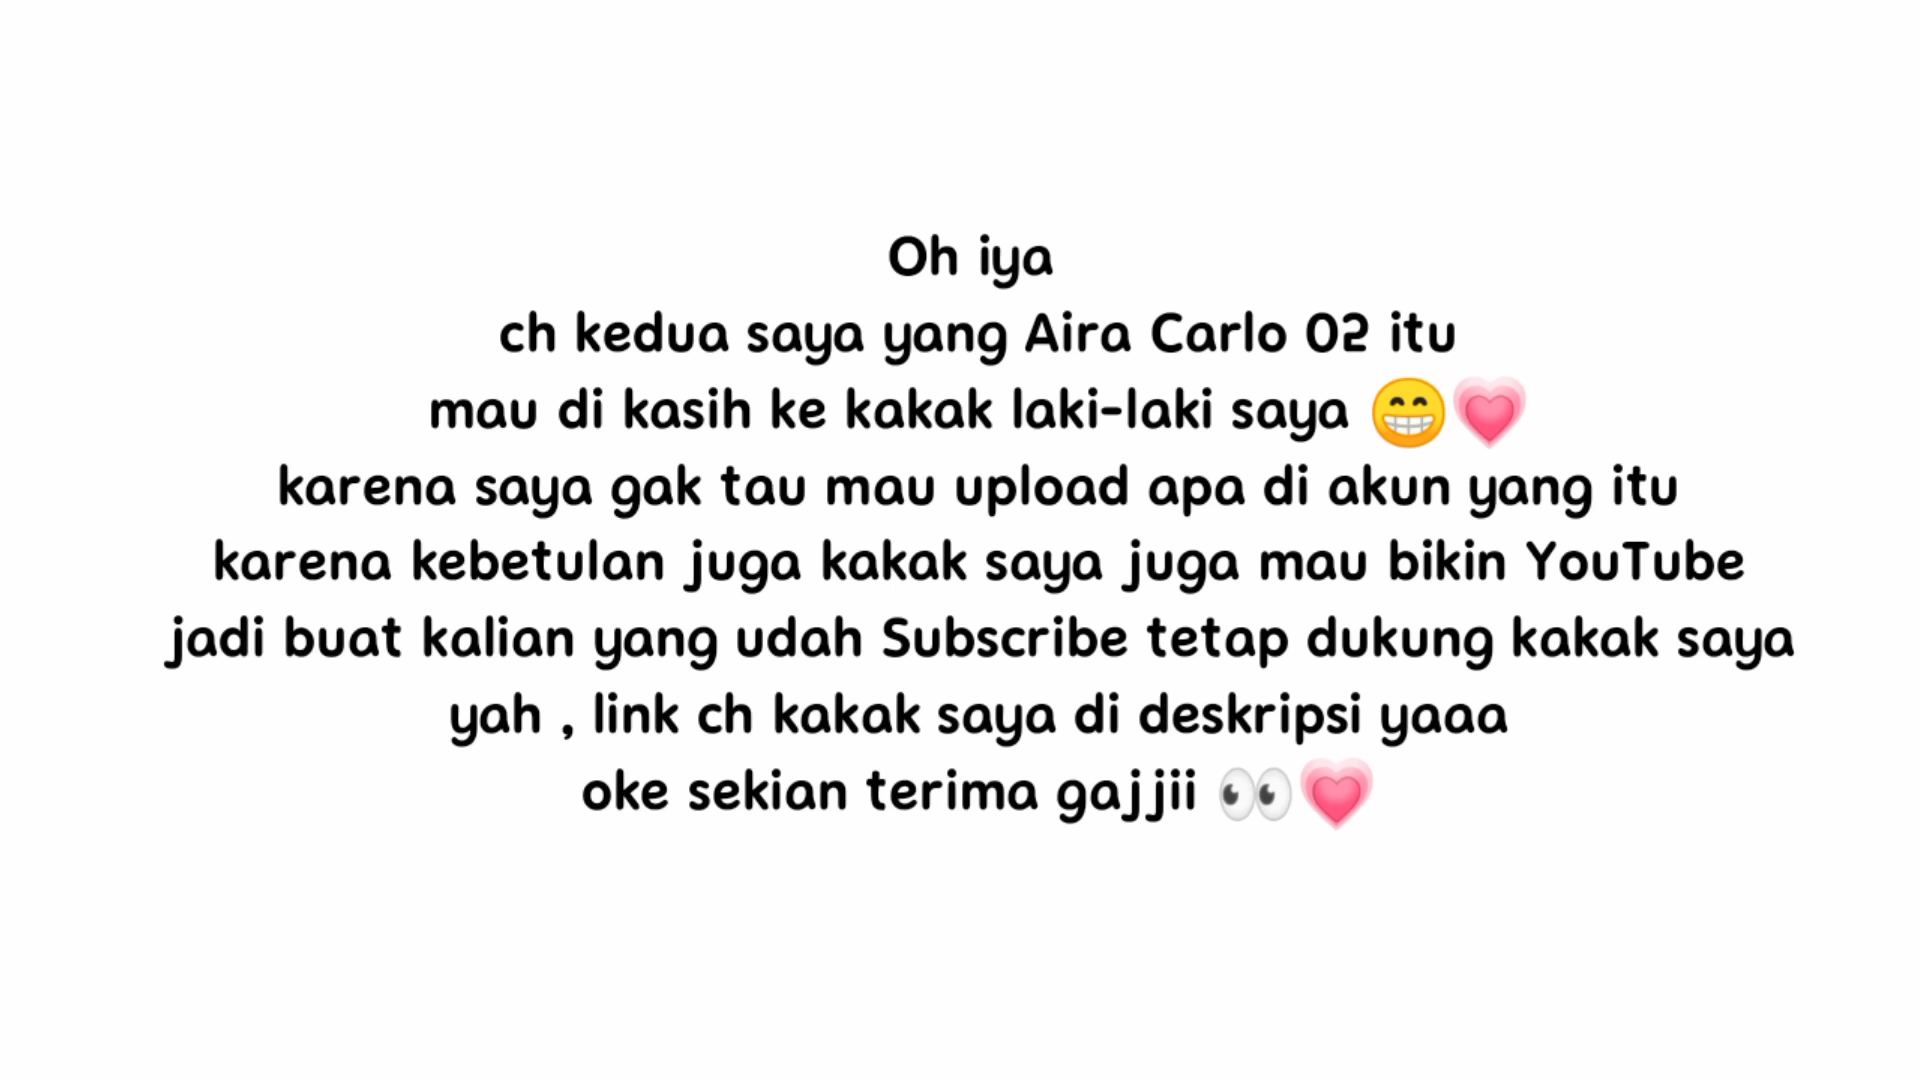 Oh iya
ch kedua saya yang Aira Carlo 02 itu
mau di kasih ke kakak laki-laki saya 😁💗
karena saya gak tau mau upload apa di akun yang itu
karena kebetulan juga kakak saya juga mau bikin YouTube
jadi buat kalian yang udah Subscribe tetap dukung kakak saya
yah , link ch kakak saya di deskripsi yaaa
oke sekian terima gajjii 👀💗